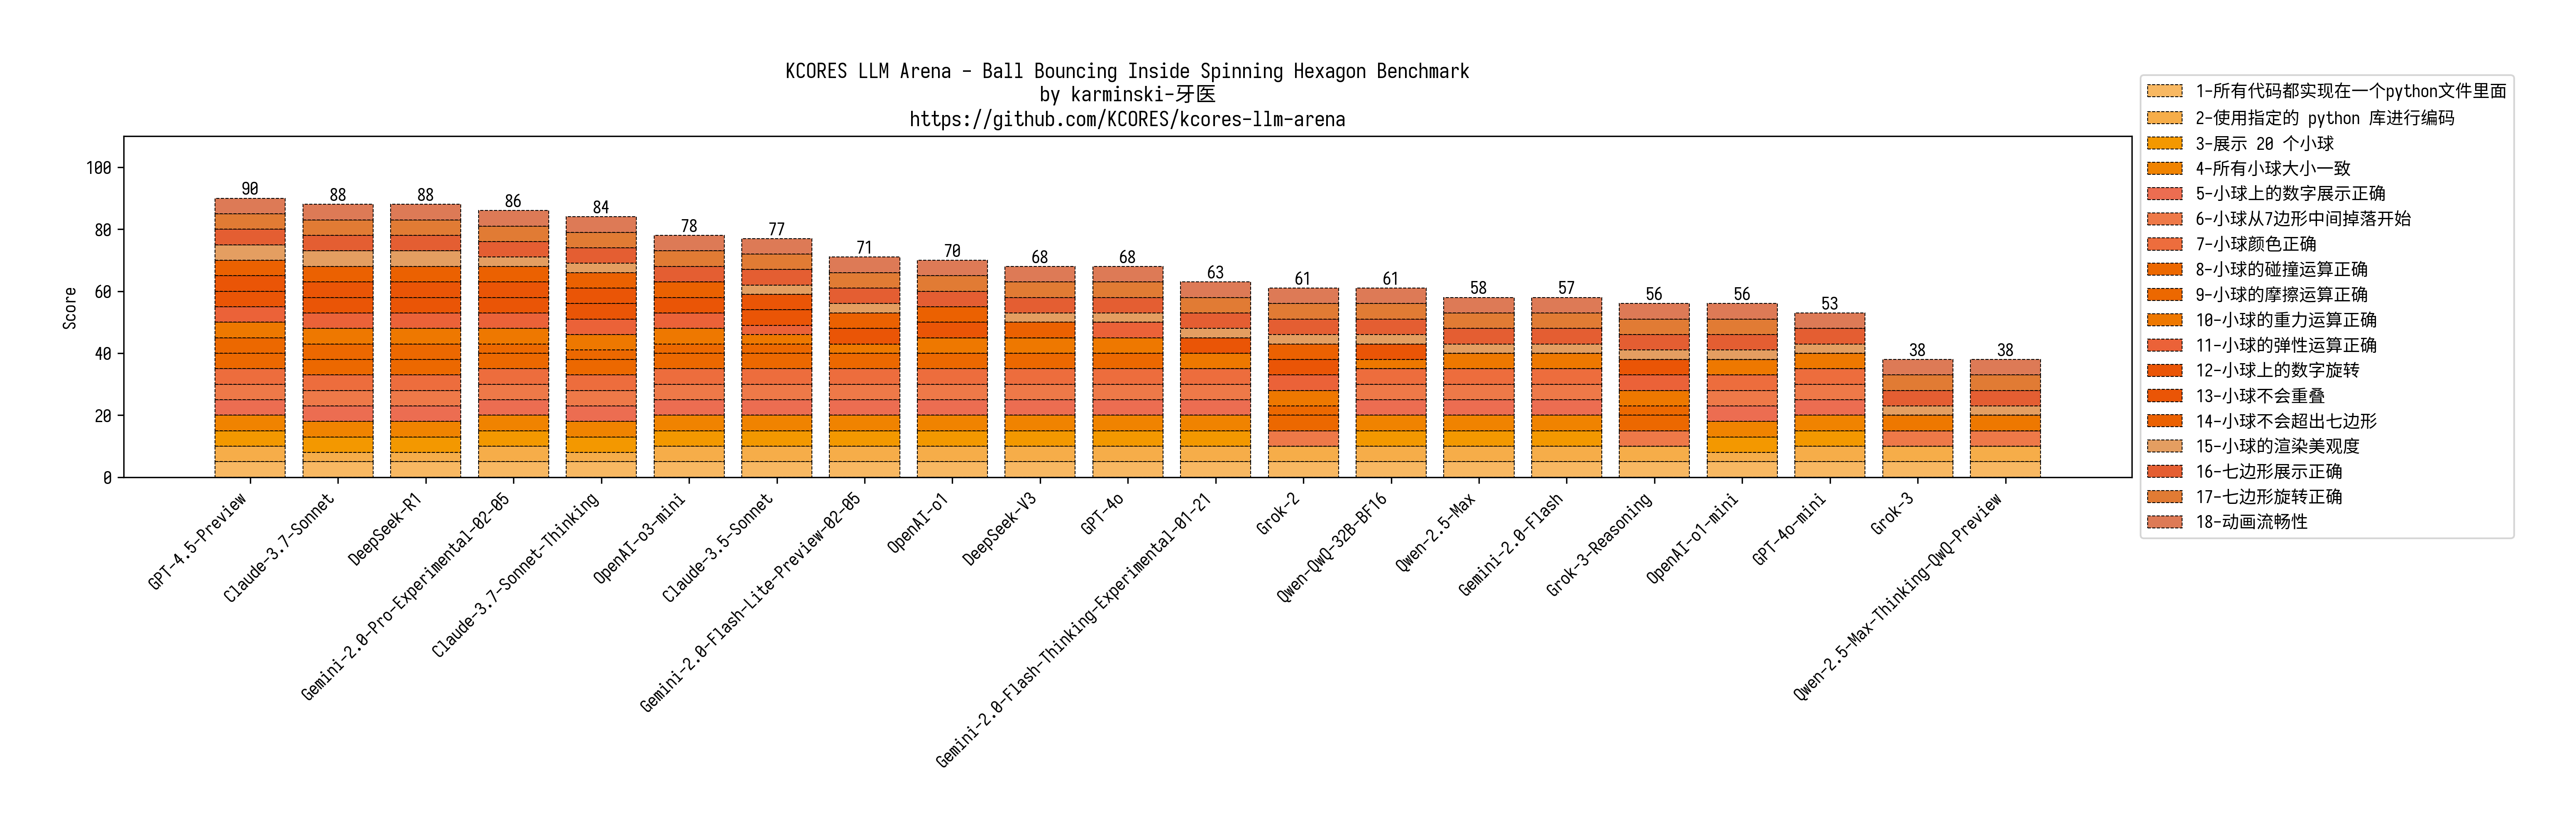 KCORES LLM Arena - Ball Bouncing Inside Spinning Hexagon Benchmark
by karminski-牙医
https://github.com/KCORES/kcores-llm-arena
Score
100
80
60
40
20
0
90
88
88
86
84
78
77
71
70
68
68
63
61
61
58
57
56
56
53
38
38
GPT-4.5-Preview
Claude-3.7-Sonnet
DeepSeek-R1
Gemini-2.0-Pro-Experimental-02-05
Claude-3.7-Sonnet-Thinking
OpenAI-o3-mini
Claude-3.5-Sonnet
Gemini-2.0-Flash-Lite-Preview-02-05
OpenAI-o1
DeepSeek-V3
GPT-4o
Gemini-2.0-Flash-Thinking-Experimental-01-21
Grok-2
Qwen-QwQ-32B-BF16
Qwen-2.5-Max
Gemini-2.0-Flash
Grok-3-Reasoning
OpenAI-o1-mini
GPT-4o-mini
Grok-3
Qwen-2.5-Max-Thinking-QwQ-Preview
1-所有代码都实现在一个python文件里面
2-使用指定的 python 库进行编码
3-展示 20 个小球
4-所有小球大小一致
5-小球上的数字展示正确
6-小球从7边形中间掉落开始
7-小球颜色正确
8-小球的碰撞运算正确
9-小球的摩擦运算正确
10-小球的重力运算正确
11-小球的弹性运算正确
12-小球上的数字旋转
13-小球不会重叠
14-小球不会超出七边形
15-小球的渲染美观度
16-七边形展示正确
17-七边形旋转正确
18-动画流畅性